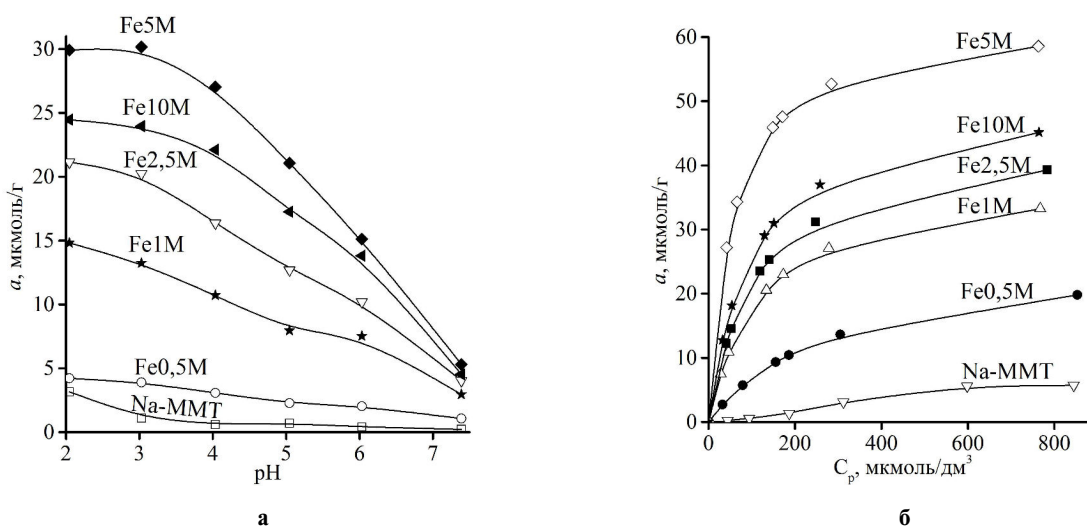 a, мкмоль/г
30
25
20
15
10
5
0
Fe5M
Fe10M
Fe2,5M
Fe1M
Fe0,5M
Na-MMT
2 3 4 5 6 7
pH
а
a, мкмоль/г
60
50
40
30
20
10
0
Fe5M
Fe10M
Fe2,5M
Fe1M
Fe0,5M
Na-MMT
0 200 400 600 800
Cр, мкмоль/дм³
б